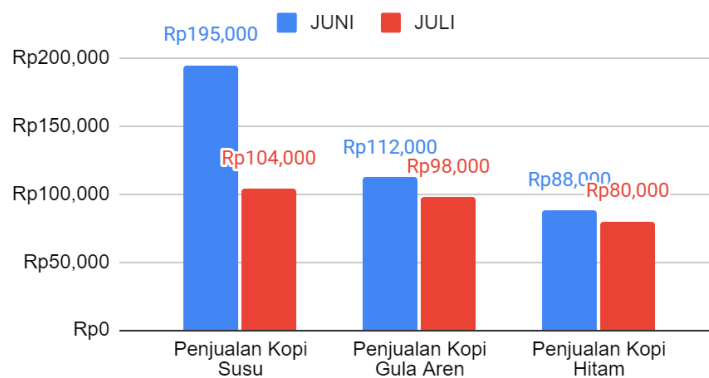 JUNI JULI
Rp195,000
Rp200,000
Rp150,000
Rp112,000
Rp104,000
Rp98,000
Rp88,000
Rp80,000
Rp100,000
Rp50,000
Rp0
Penjualan Kopi
Susu
Penjualan Kopi
Gula Aren
Penjualan Kopi
Hitam